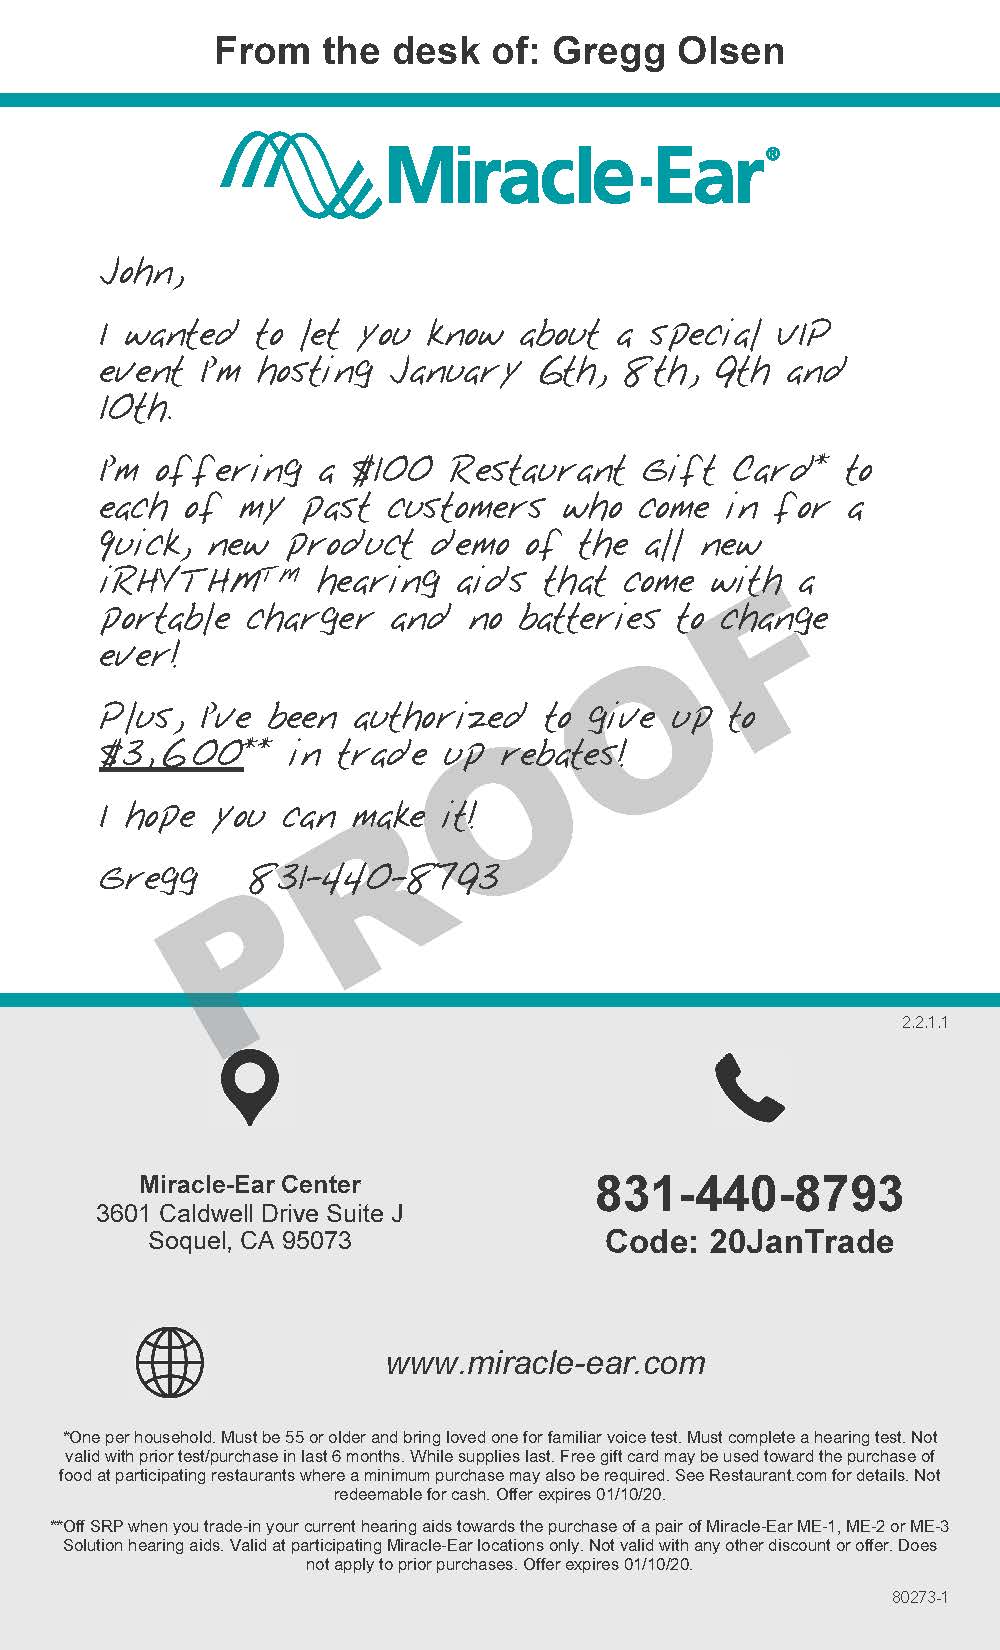 From the desk of: Gregg Olsen
Miracle-Ear®
John,
I wanted to let you know about a special VIP
event I'm hosting January 6th, 8th, 9th and
10th.
I'm offering a $100 Restaurant Gift Card* to
each of my past customers who come in for a
quick, new product demo of the all new
iRHYTHM™ hearing aids that come with a
portable charger and no batteries to change
ever!
Plus, I've been authorized to give up to
$3,600** in trade up rebates!
I hope you can make it!
Gregg 831-440-8793
PROOF
2.2.1.1
Miracle-Ear Center
3601 Caldwell Drive Suite J
Soquel, CA 95073
831-440-8793
Code: 20JanTrade
www.miracle-ear.com
*One per household. Must be 55 or older and bring loved one for familiar voice test. Must complete a hearing test. Not
valid with prior test/purchase in last 6 months. While supplies last. Free gift card may be used toward the purchase of
food at participating restaurants where a minimum purchase may also be required. See Restaurant.com for details. Not
redeemable for cash. Offer expires 01/10/20.
**Off SRP when you trade-in your current hearing aids towards the purchase of a pair of Miracle-Ear ME-1, ME-2 or ME-3
Solution hearing aids. Valid at participating Miracle-Ear locations only. Not valid with any other discount or offer. Does
not apply to prior purchases. Offer expires 01/10/20.
80273-1